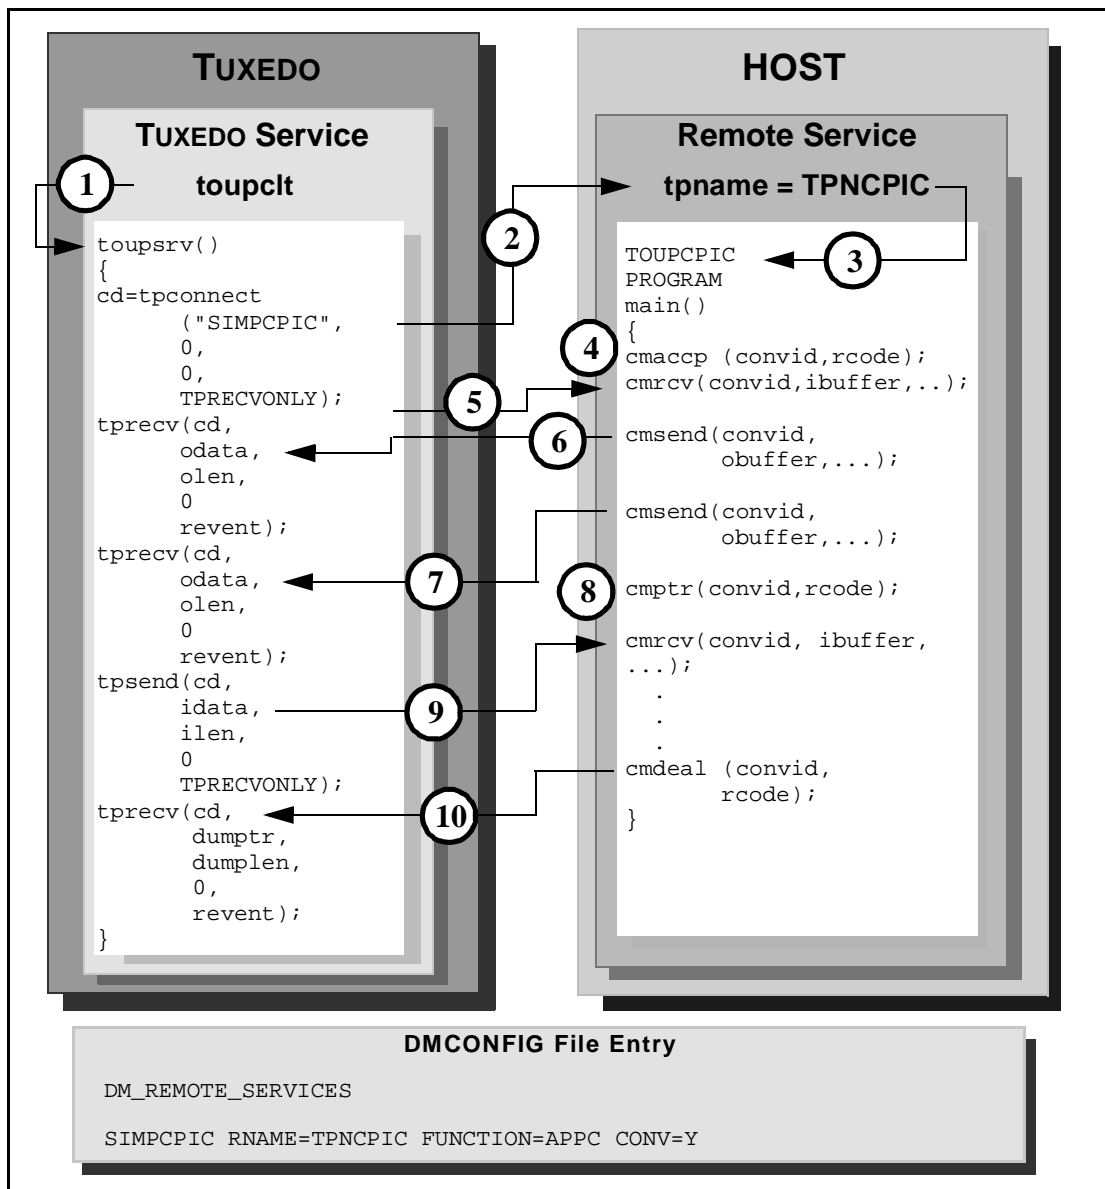 TUXEDO
TUXEDO Service
toupclt
1
toupsrv()
{
cd=tpconnect
("SIMPCPIC",
0,
0,
TPRECVONLY);
tprecv(cd,
odata,
olen,
0
revent);
tprecv(cd,
odata,
olen,
0
revent);
tpsend(cd,
idata,
ilen,
0
TPRECVONLY);
tprecv(cd,
dumptr,
dumplen,
0,
revent);
}
2
5
6
7
9
10
HOST
Remote Service
tpname = TPNCPIC
3
TOUPCPIC
PROGRAM
main()
{
4
cmaccp (convid,rcode);
cmrcv(convid,ibuffer,..);
cmsend(convid,
obuffer,...);
cmsend(convid,
obuffer,...);
8
cmptr(convid,rcode);
cmrcv(convid, ibuffer,
...);
.
.
.
cmdeal (convid,
rcode);
}
DMCONFIG File Entry
DM_REMOTE_SERVICES
SIMPCPIC RNAME=TPNCPIC FUNCTION=APPC CONV=Y